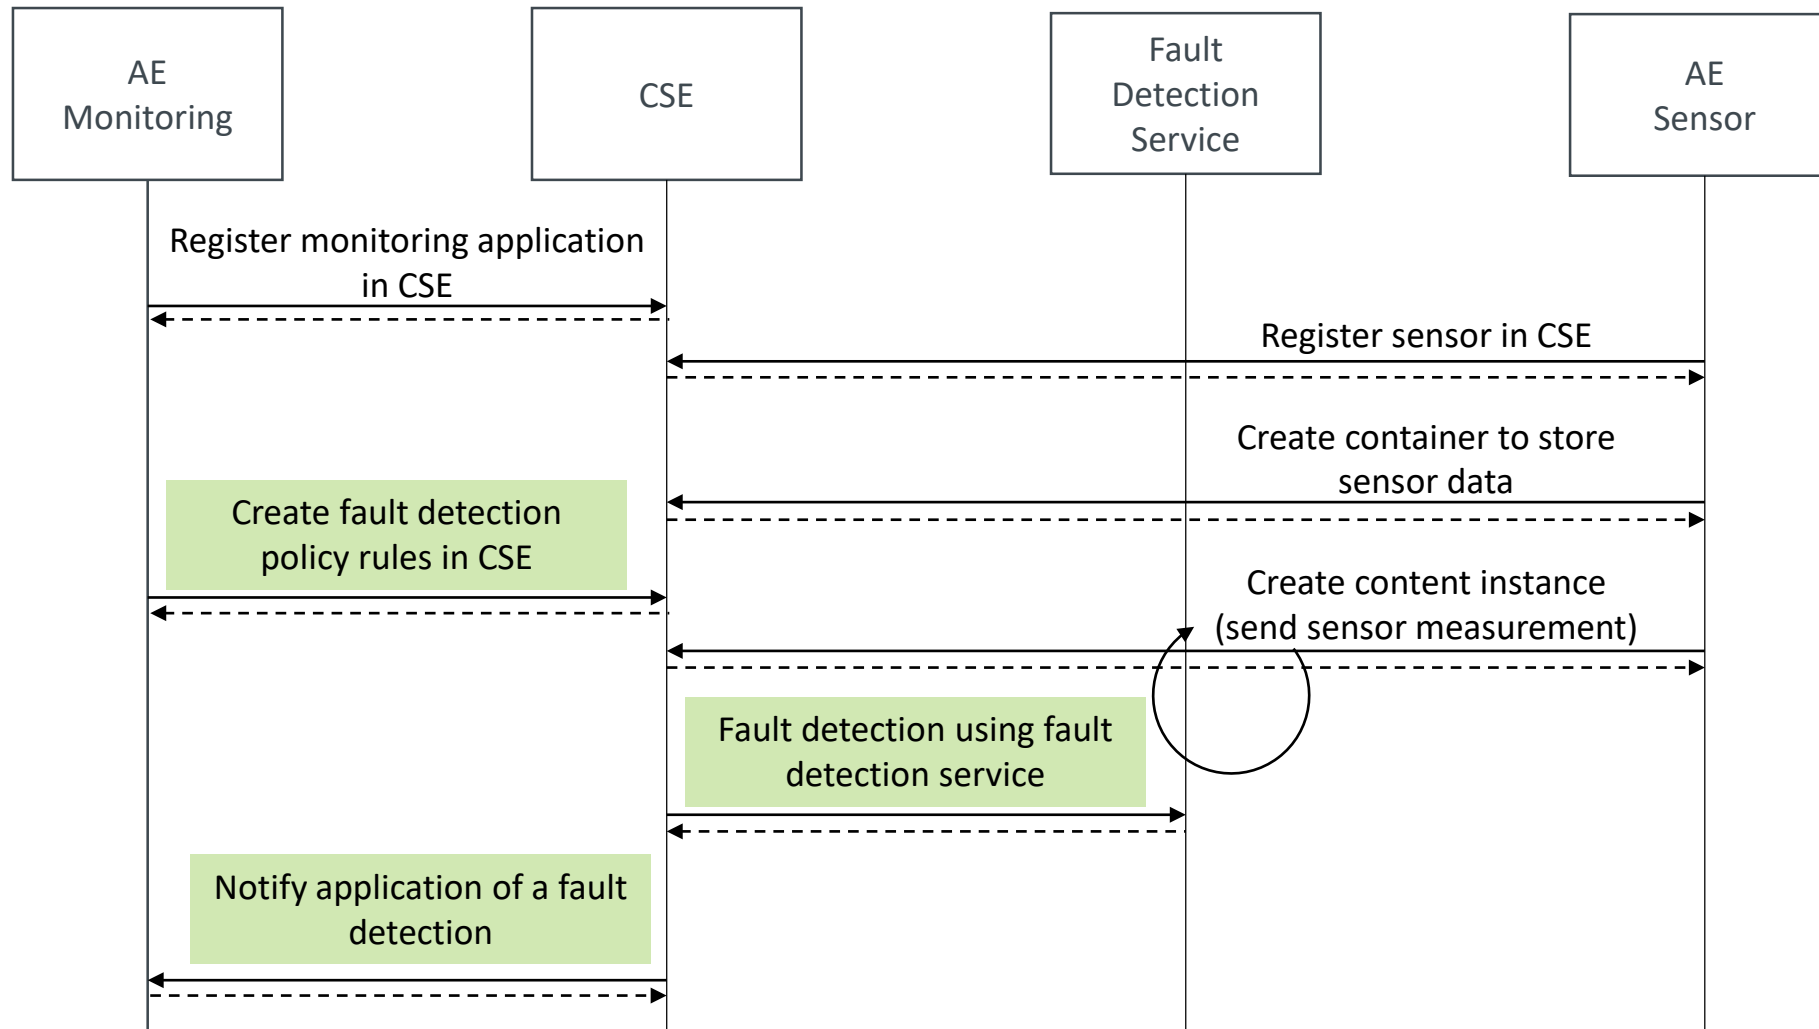 AE
Monitoring
CSE
Fault
Detection
Service
AE
Sensor
Register monitoring application
in CSE
Register sensor in CSE
Create container to store
sensor data
Create fault detection
policy rules in CSE
Create content instance
(send sensor measurement)
Fault detection using fault
detection service
Notify application of a fault
detection